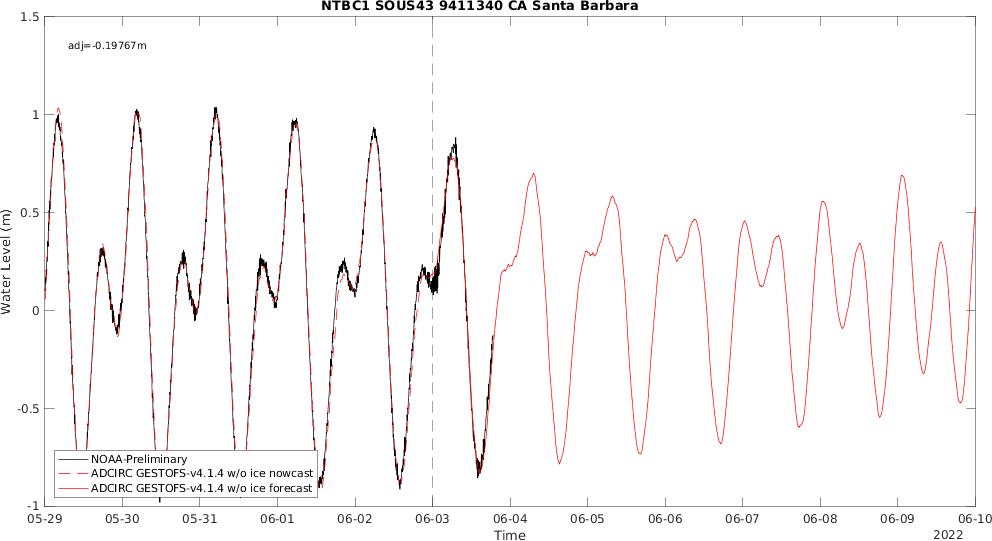 NTBC1 SOUS43 9411340 CA Santa Barbara
1.5
adj=-0.19767m
1
0.5
Water Level (m)
0
-0.5
NOAA-Preliminary
ADCIRC GESTOFS-v4.1.4 w/o ice nowcast
ADCIRC GESTOFS-v4.1.4 w/o ice forecast
-1
05-29 05-30 05-31 06-01 06-02 06-03 06-04 06-05 06-06 06-07 06-08 06-09 06-10
Time
2022